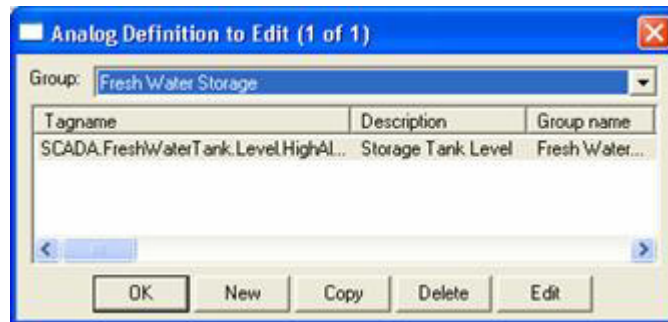 Analog Definition to Edit (1 of 1)
Group: Fresh Water Storage
Tagname Description Group name
SCADA.FreshWaterTank.Level.HighAl... Storage Tank Level Fresh Water...
OK New Copy Delete Edit